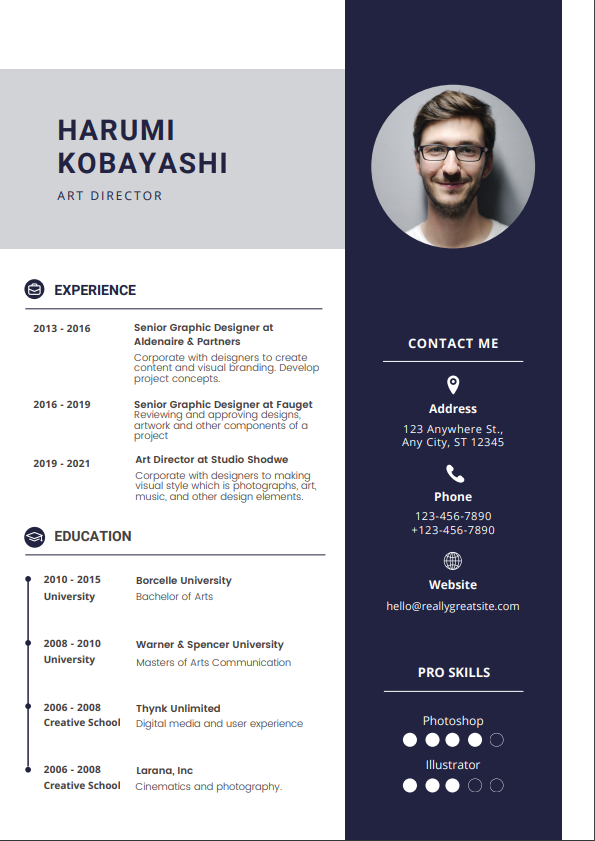 HARUMI
KOBAYASHI
ART DIRECTOR
EXPERIENCE
2013 - 2016
Senior Graphic Designer at
Aldenaire & Partners
Corporate with deisgners to create
content and visual branding. Develop
project concepts.
2016 - 2019
Senior Graphic Designer at Fauget
Reviewing and approving designs,
artwork and other components of a
project
2019 - 2021
Art Director at Studio Shodwe
Corporate with designers to making
visual style which is photographs, art,
music, and other design elements.
EDUCATION
2010 - 2015
University
Borcelle University
Bachelor of Arts
2008 - 2010
University
Warner & Spencer University
Masters of Arts Communication
2006 - 2008
Creative School
Thynk Unlimited
Digital media and user experience
2006 - 2008
Creative School
Larana, Inc
Cinematics and photography.
CONTACT ME
Address
123 Anywhere St.,
Any City, ST 12345
Phone
123-456-7890
+123-456-7890
Website
hello@reallygreatsite.com
PRO SKILLS
Photoshop
Illustrator